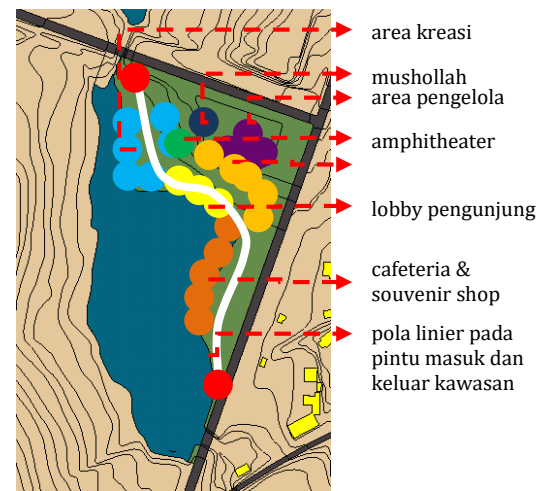 area kreasi
mushollah
area pengelola
amphitheater
lobby pengunjung
cafeteria &
souvenir shop
pola linier pada
pintu masuk dan
keluar kawasan